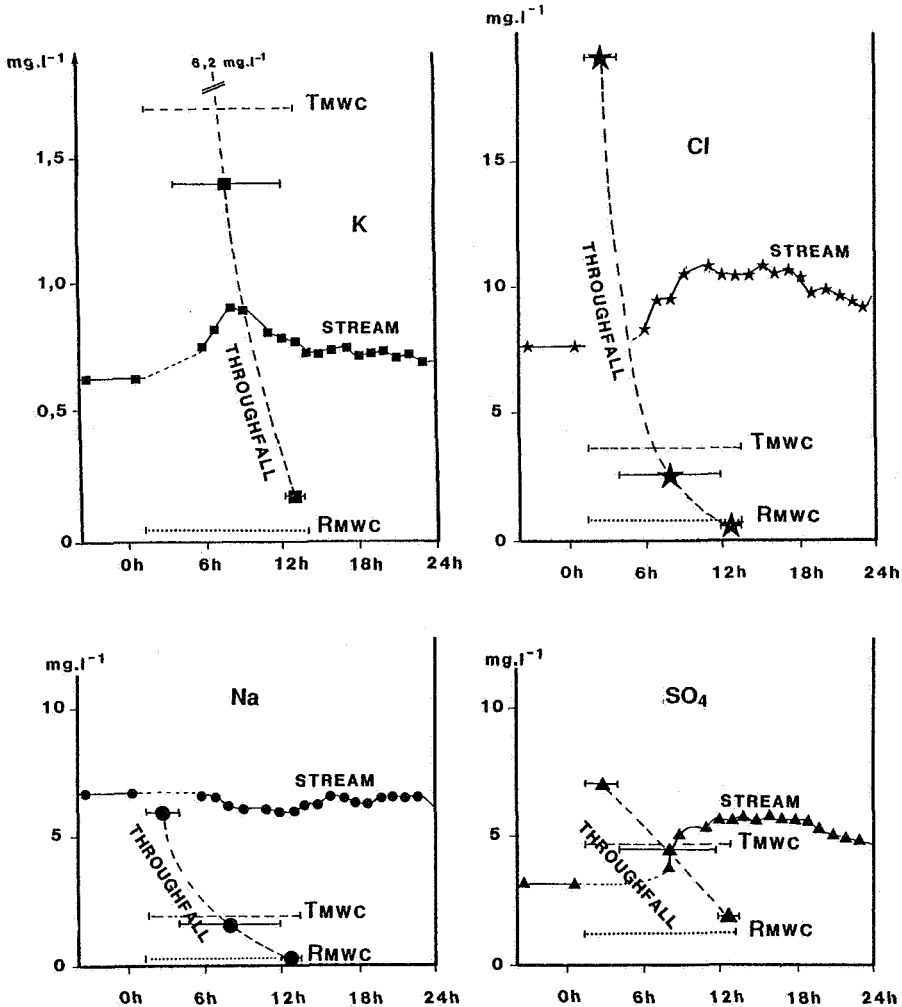 mg.l⁻¹
6,2 mg.l⁻¹
TMWC
1,5
K
1,0
STREAM
THROUGHFALL
0,5
RMWC
0
0h 6h 12h 18h 24h
mg.l⁻¹
15
Cl
STREAM
THROUGHFALL
10
5
TMWC
RMWC
0
0h 6h 12h 18h 24h
mg.l⁻¹
10
Na
STREAM
5
THROUGHFALL
TMWC
RMWC
0
0h 6h 12h 18h 24h
mg.l⁻¹
10
SO₄
STREAM
5
TMWC
THROUGHFALL
RMWC
0
0h 6h 12h 18h 24h